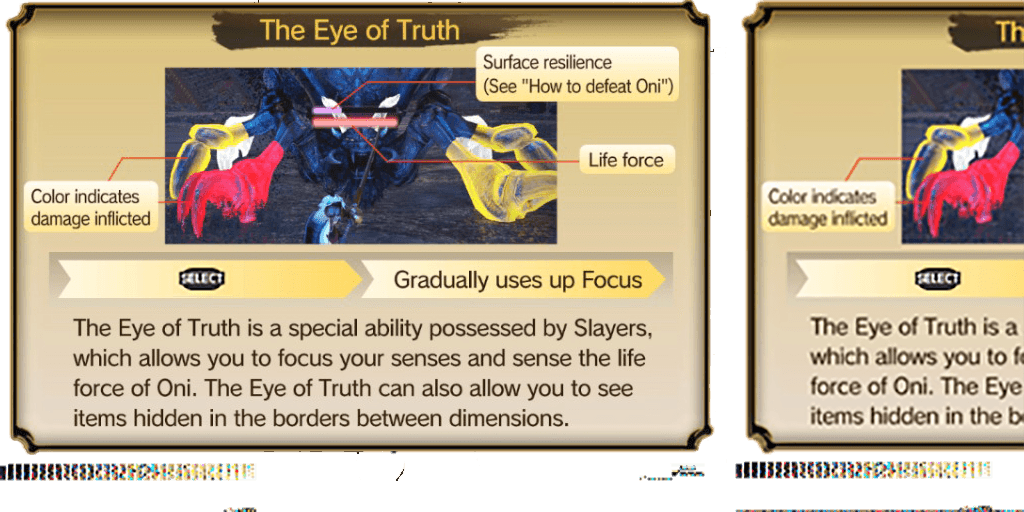 The Eye of Truth
Surface resilience
(See "How to defeat Oni")
Life force
Color indicates
damage inflicted
SELECT
Gradually uses up Focus
The Eye of Truth is a special ability possessed by Slayers,
which allows you to focus your senses and sense the life
force of Oni. The Eye of Truth can also allow you to see
items hidden in the borders between dimensions.
Color indicates
damage inflicted
SELECT
The Eye of Truth is a
which allows you to
force of Oni. The Eye
items hidden in the